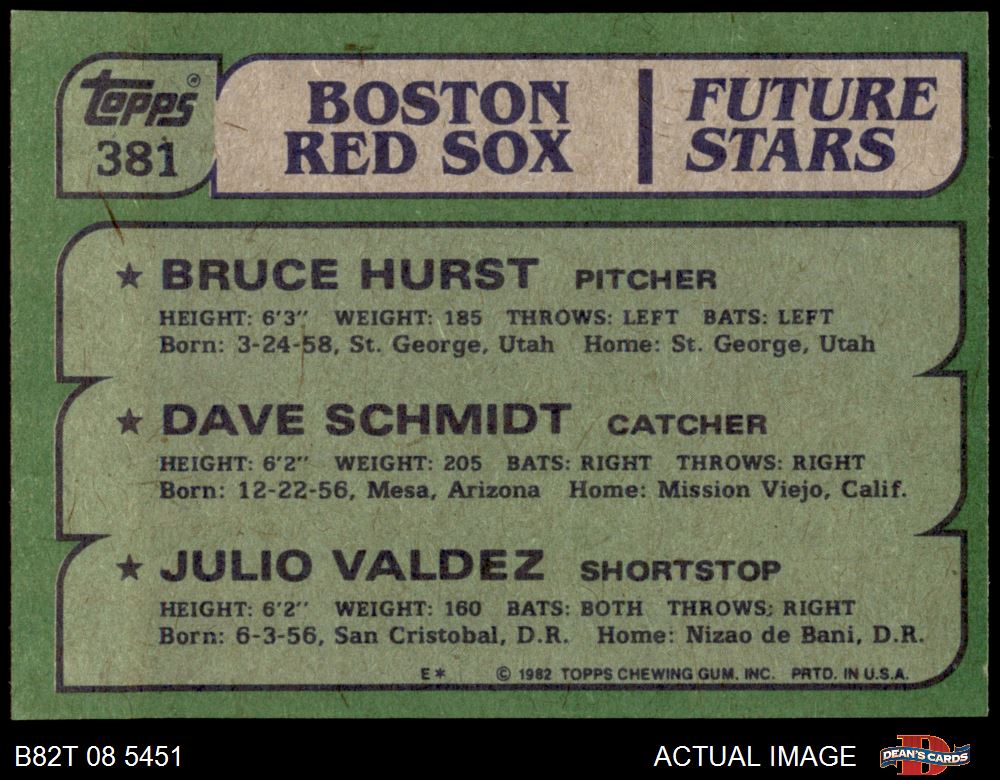 topps®
381
BOSTON
RED SOX
FUTURE
STARS
★ BRUCE HURST PITCHER
HEIGHT: 6'3" WEIGHT: 185 THROWS: LEFT BATS: LEFT
Born: 3-24-58, St. George, Utah Home: St. George, Utah
★ DAVE SCHMIDT CATCHER
HEIGHT: 6'2" WEIGHT: 205 BATS: RIGHT THROWS: RIGHT
Born: 12-22-56, Mesa, Arizona Home: Mission Viejo, Calif.
★ JULIO VALDEZ SHORTSTOP
HEIGHT: 6'2" WEIGHT: 160 BATS: BOTH THROWS: RIGHT
Born: 6-3-56, San Cristobal, D.R. Home: Nizao de Bani, D.R.
E* © 1982 TOPPS CHEWING GUM, INC. PRTD. IN U.S.A.
B82T 08 5451
ACTUAL IMAGE
D
DEAN'S CARDS